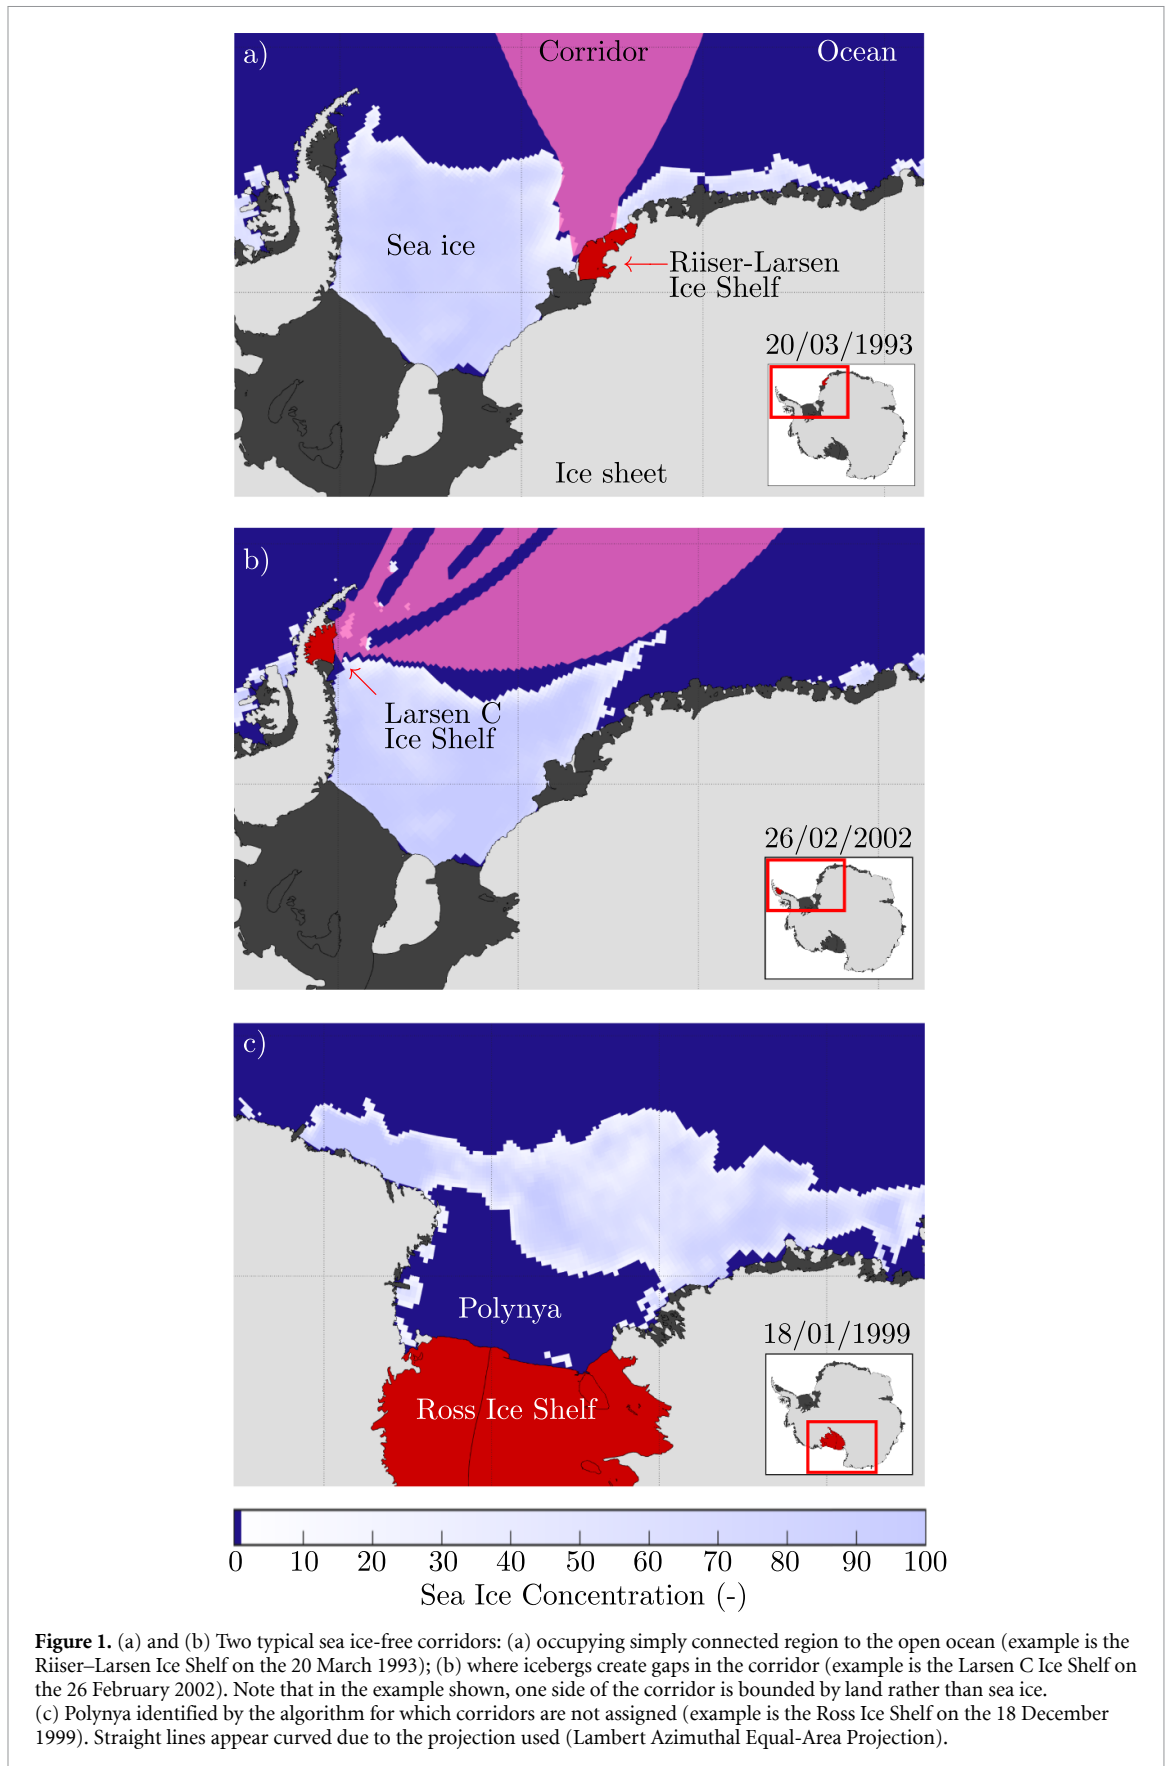 a)
Corridor
Ocean
Sea ice
Riiser-Larsen
Ice Shelf
20/03/1993
Ice sheet
b)
Larsen C
Ice Shelf
26/02/2002
c)
Polynya
18/01/1999
Ross Ice Shelf
0 10 20 30 40 50 60 70 80 90 100
Sea Ice Concentration (-)
Figure 1. (a) and (b) Two typical sea ice-free corridors: (a) occupying simply connected region to the open ocean (example is the
Riiser–Larsen Ice Shelf on the 20 March 1993); (b) where icebergs create gaps in the corridor (example is the Larsen C Ice Shelf on
the 26 February 2002). Note that in the example shown, one side of the corridor is bounded by land rather than sea ice.
(c) Polynya identified by the algorithm for which corridors are not assigned (example is the Ross Ice Shelf on the 18 December
1999). Straight lines appear curved due to the projection used (Lambert Azimuthal Equal-Area Projection).